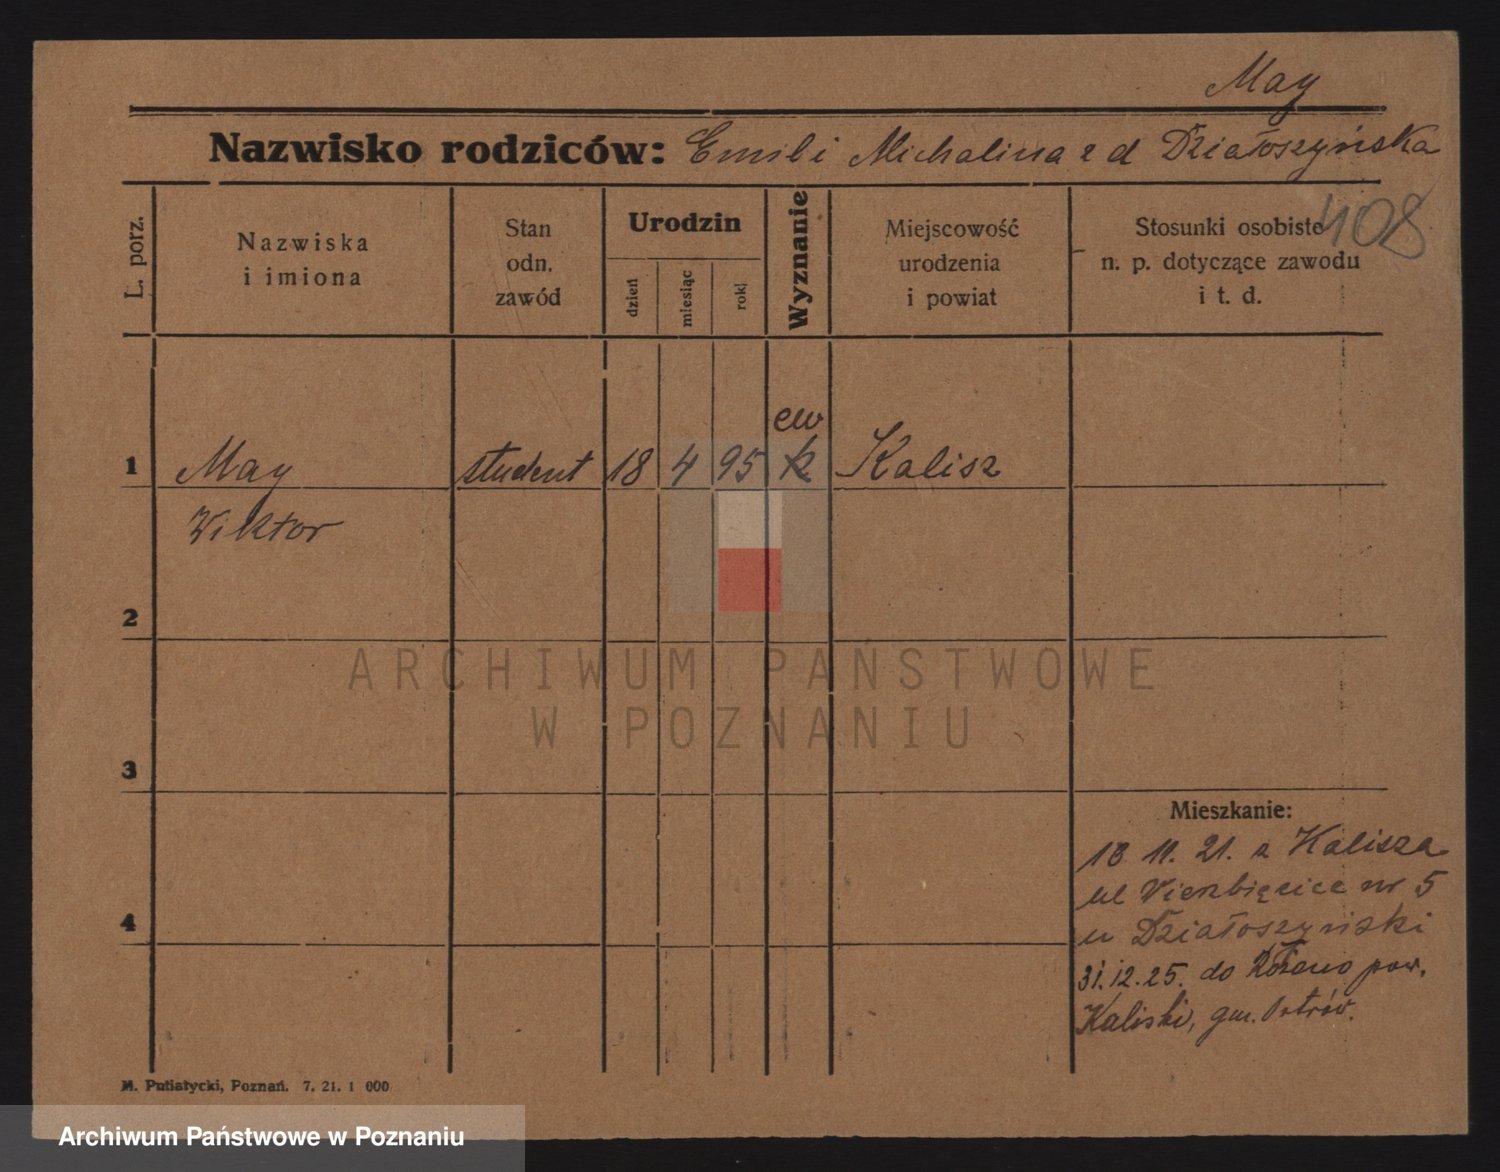 May
Nazwisko rodziców: Emil i Michalina z d Działoszyńska
408
L. porz.
Nazwiska
i imiona
Stan
odn.
zawód
Urodzin
dzień
miesiąc
rok
Wyznanie
Miejscowość
urodzenia
i powiat
Stosunki osobiste
n. p. dotyczące zawodu
i t. d.
ew
1 May student 18 4 95 k Kalisz
Wiktor
2
3
4
Mieszkanie:
18 11. 21. z Kalisza
ul Wierzbięcice nr 5
u Działoszyński
31.12.25. do pow.
Kaliski, gm. Ostrów.
M. Putiatycki, Poznań. 7. 21. 1 000
ARCHIWUM PAŃSTWOWE
W POZNANIU
Archiwum Państwowe w Poznaniu